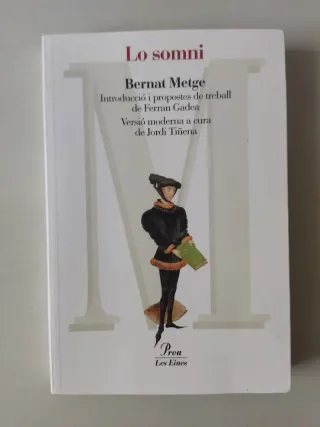 Lo somni
Bernat Metge
Introducció i propostes de treball
de Ferran Gadea
Versió moderna a cura
de Jordi Tiñena
M
Proa
Les Eines